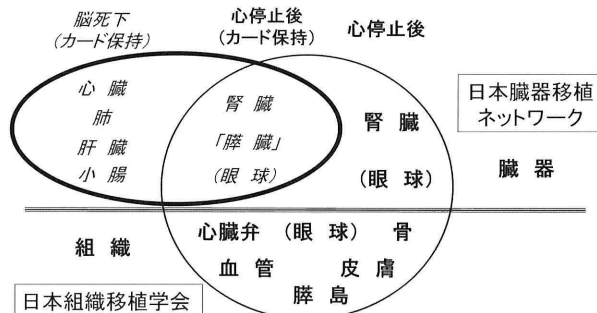 脳死下
(カード保持)
心停止後
(カード保持)
心停止後
心 臓
肺
肝 臓
小 腸
腎 臓
「膵 臓」
(眼 球)
腎 臓
(眼 球)
日本臓器移植
ネットワーク
臓 器
組 織
心臓弁 (眼 球) 骨
血 管 皮 膚
膵 島
日本組織移植学会